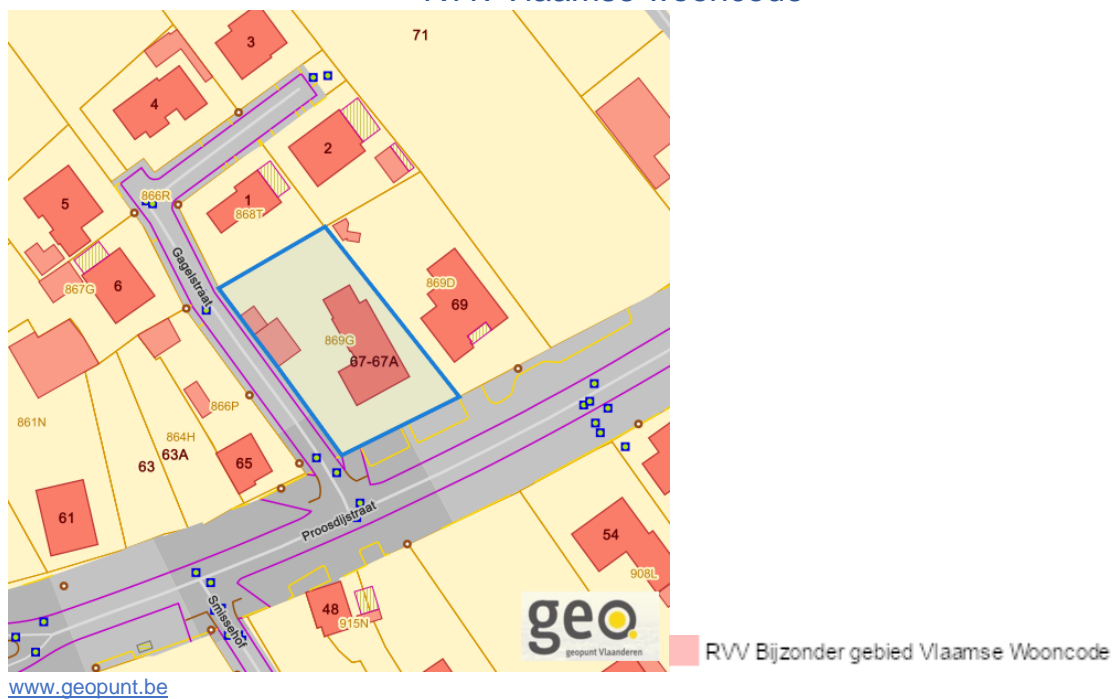 RVV Vlaamse wooncode
3
71
4
2
866R
1
868T
5
Gagelstraat
867G
6
869D
69
869G
67-67A
866P
861N
864H
63A
63
65
61
Proosdijstraat
54
908L
48
915N
Smissehof
geo
geopunt Vlaanderen
RVV Bijzonder gebied Vlaamse Wooncode
www.geopunt.be